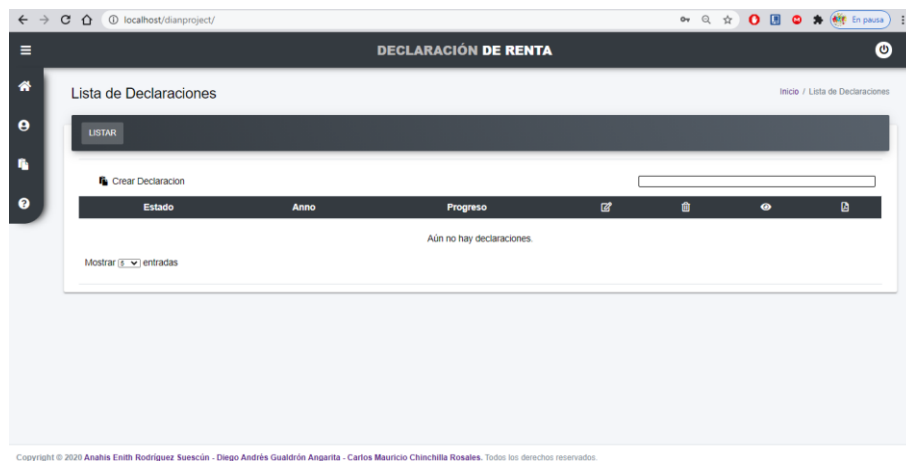 localhost/dianproject/
En pausa
DECLARACIÓN DE RENTA
Lista de Declaraciones
Inicio / Lista de Declaraciones
LISTAR
Crear Declaracion
Estado Anno Progreso
Aún no hay declaraciones.
Mostrar 5 entradas
Copyright © 2020 Anahis Enith Rodríguez Suescún - Diego Andrés Gualdrón Angarita - Carlos Mauricio Chinchilla Rosales. Todos los derechos reservados.